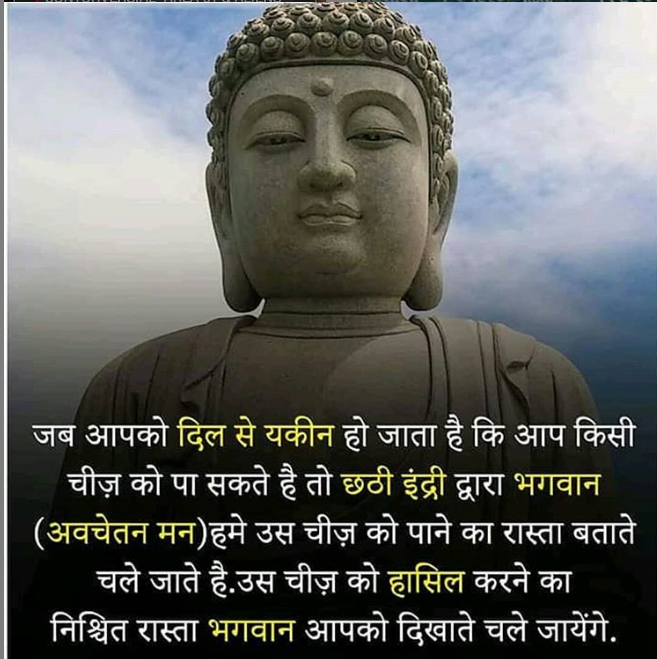 जब आपको दिल से यकीन हो जाता है कि आप किसी
चीज़ को पा सकते है तो छठी इंद्री द्वारा भगवान
(अवचेतन मन)हमे उस चीज़ को पाने का रास्ता बताते
चले जाते है.उस चीज़ को हासिल करने का
निश्चित रास्ता भगवान आपको दिखाते चले जायेंगे.